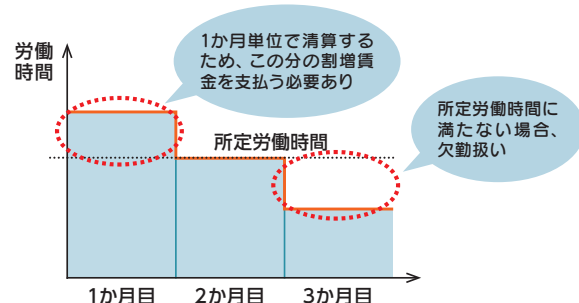 労働
時間
1か月単位で清算する
ため、この分の割増賃
金を支払う必要あり
所定労働時間に
満たない場合、
欠勤扱い
所定労働時間
1か月目
2か月目
3か月目